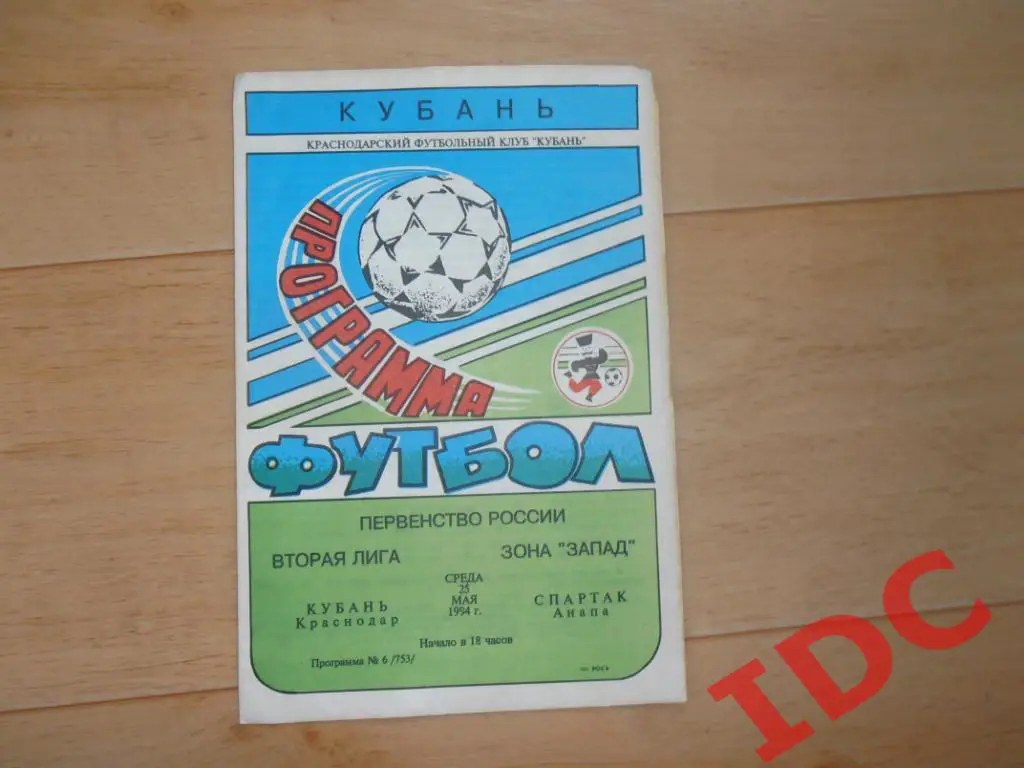 КУБАНЬ
КРАСНОДАРСКИЙ ФУТБОЛЬНЫЙ КЛУБ "КУБАНЬ"
ПРОГРАММА
ФУТБОЛ
ПЕРВЕНСТВО РОССИИ
ВТОРАЯ ЛИГА ЗОНА "ЗАПАД"
СРЕДА
25
МАЯ
1994 г.
КУБАНЬ
Краснодар
СПАРТАК
Анапа
Начало в 18 часов
Программа № 6 /753/
IDC